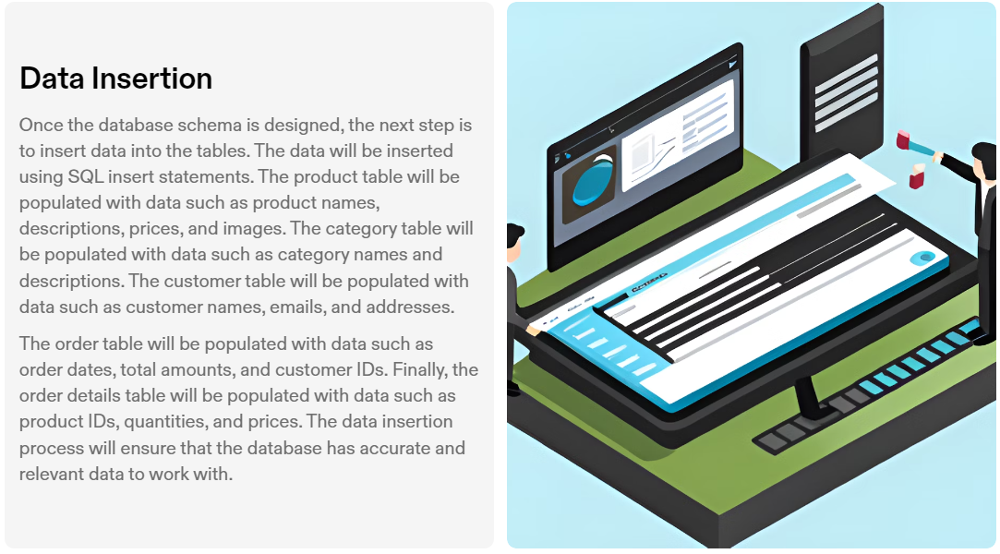 Data Insertion
Once the database schema is designed, the next step is
to insert data into the tables. The data will be inserted
using SQL insert statements. The product table will be
populated with data such as product names,
descriptions, prices, and images. The category table will
be populated with data such as category names and
descriptions. The customer table will be populated with
data such as customer names, emails, and addresses.
The order table will be populated with data such as
order dates, total amounts, and customer IDs. Finally, the
order details table will be populated with data such as
product IDs, quantities, and prices. The data insertion
process will ensure that the database has accurate and
relevant data to work with.